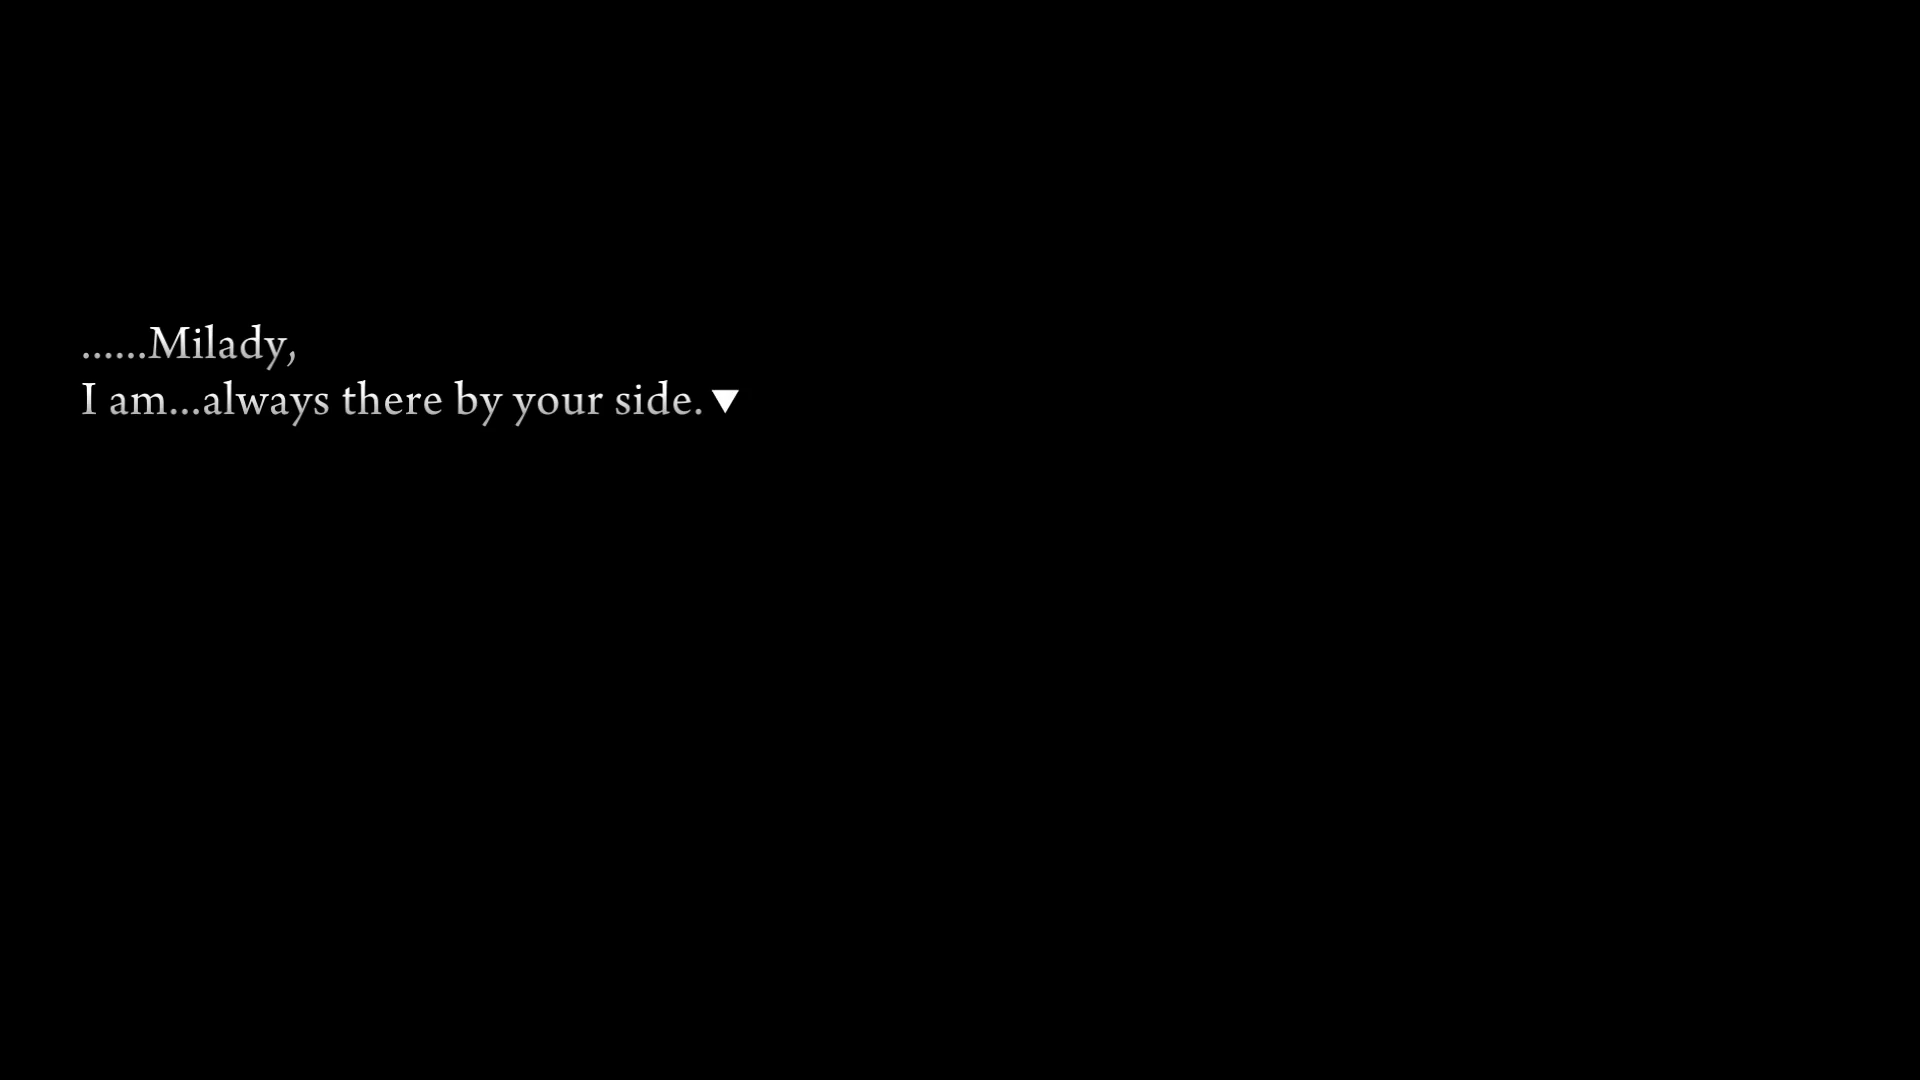 ......Milady,
I am...always there by your side.▼